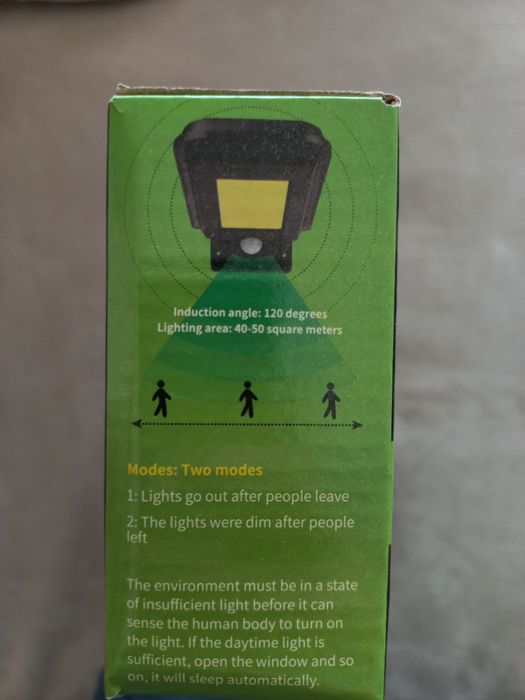 Induction angle: 120 degrees
Lighting area: 40-50 square meters
Modes: Two modes
1: Lights go out after people leave
2: The lights were dim after people
left
The environment must be in a state
of insufficient light before it can
sense the human body to turn on
the light. If the daytime light is
sufficient, open the window and so
on, it will sleep automatically.